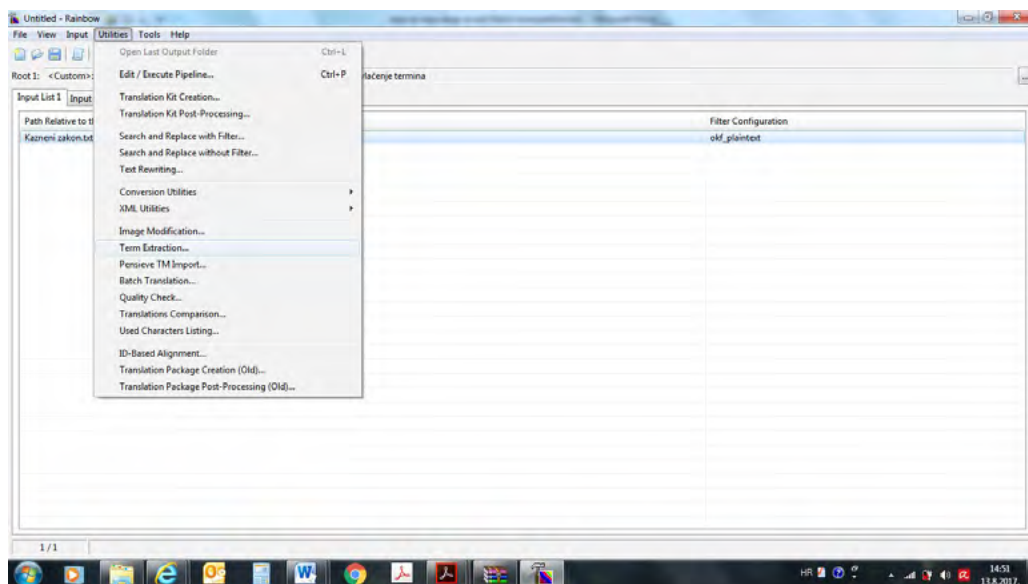 Untitled - Rainbow
File View Input Utilities Tools Help
Root 1: <Custom>: vlačenje termina
Input List 1 Input
Open Last Output Folder Ctrl+L
Edit / Execute Pipeline... Ctrl+P
Translation Kit Creation...
Translation Kit Post-Processing...
Search and Replace with Filter...
Search and Replace without Filter...
Text Rewriting...
Conversion Utilities
XML Utilities
Image Modification...
Term Extraction...
Pensieve TM Import...
Batch Translation...
Quality Check...
Translations Comparison...
Used Characters Listing...
ID-Based Alignment...
Translation Package Creation (Old)...
Translation Package Post-Processing (Old)...
Path Relative to th Filter Configuration
Kazneni zakon.txt okf_plaintext
1 / 1
HR 14:51
13.8.2017